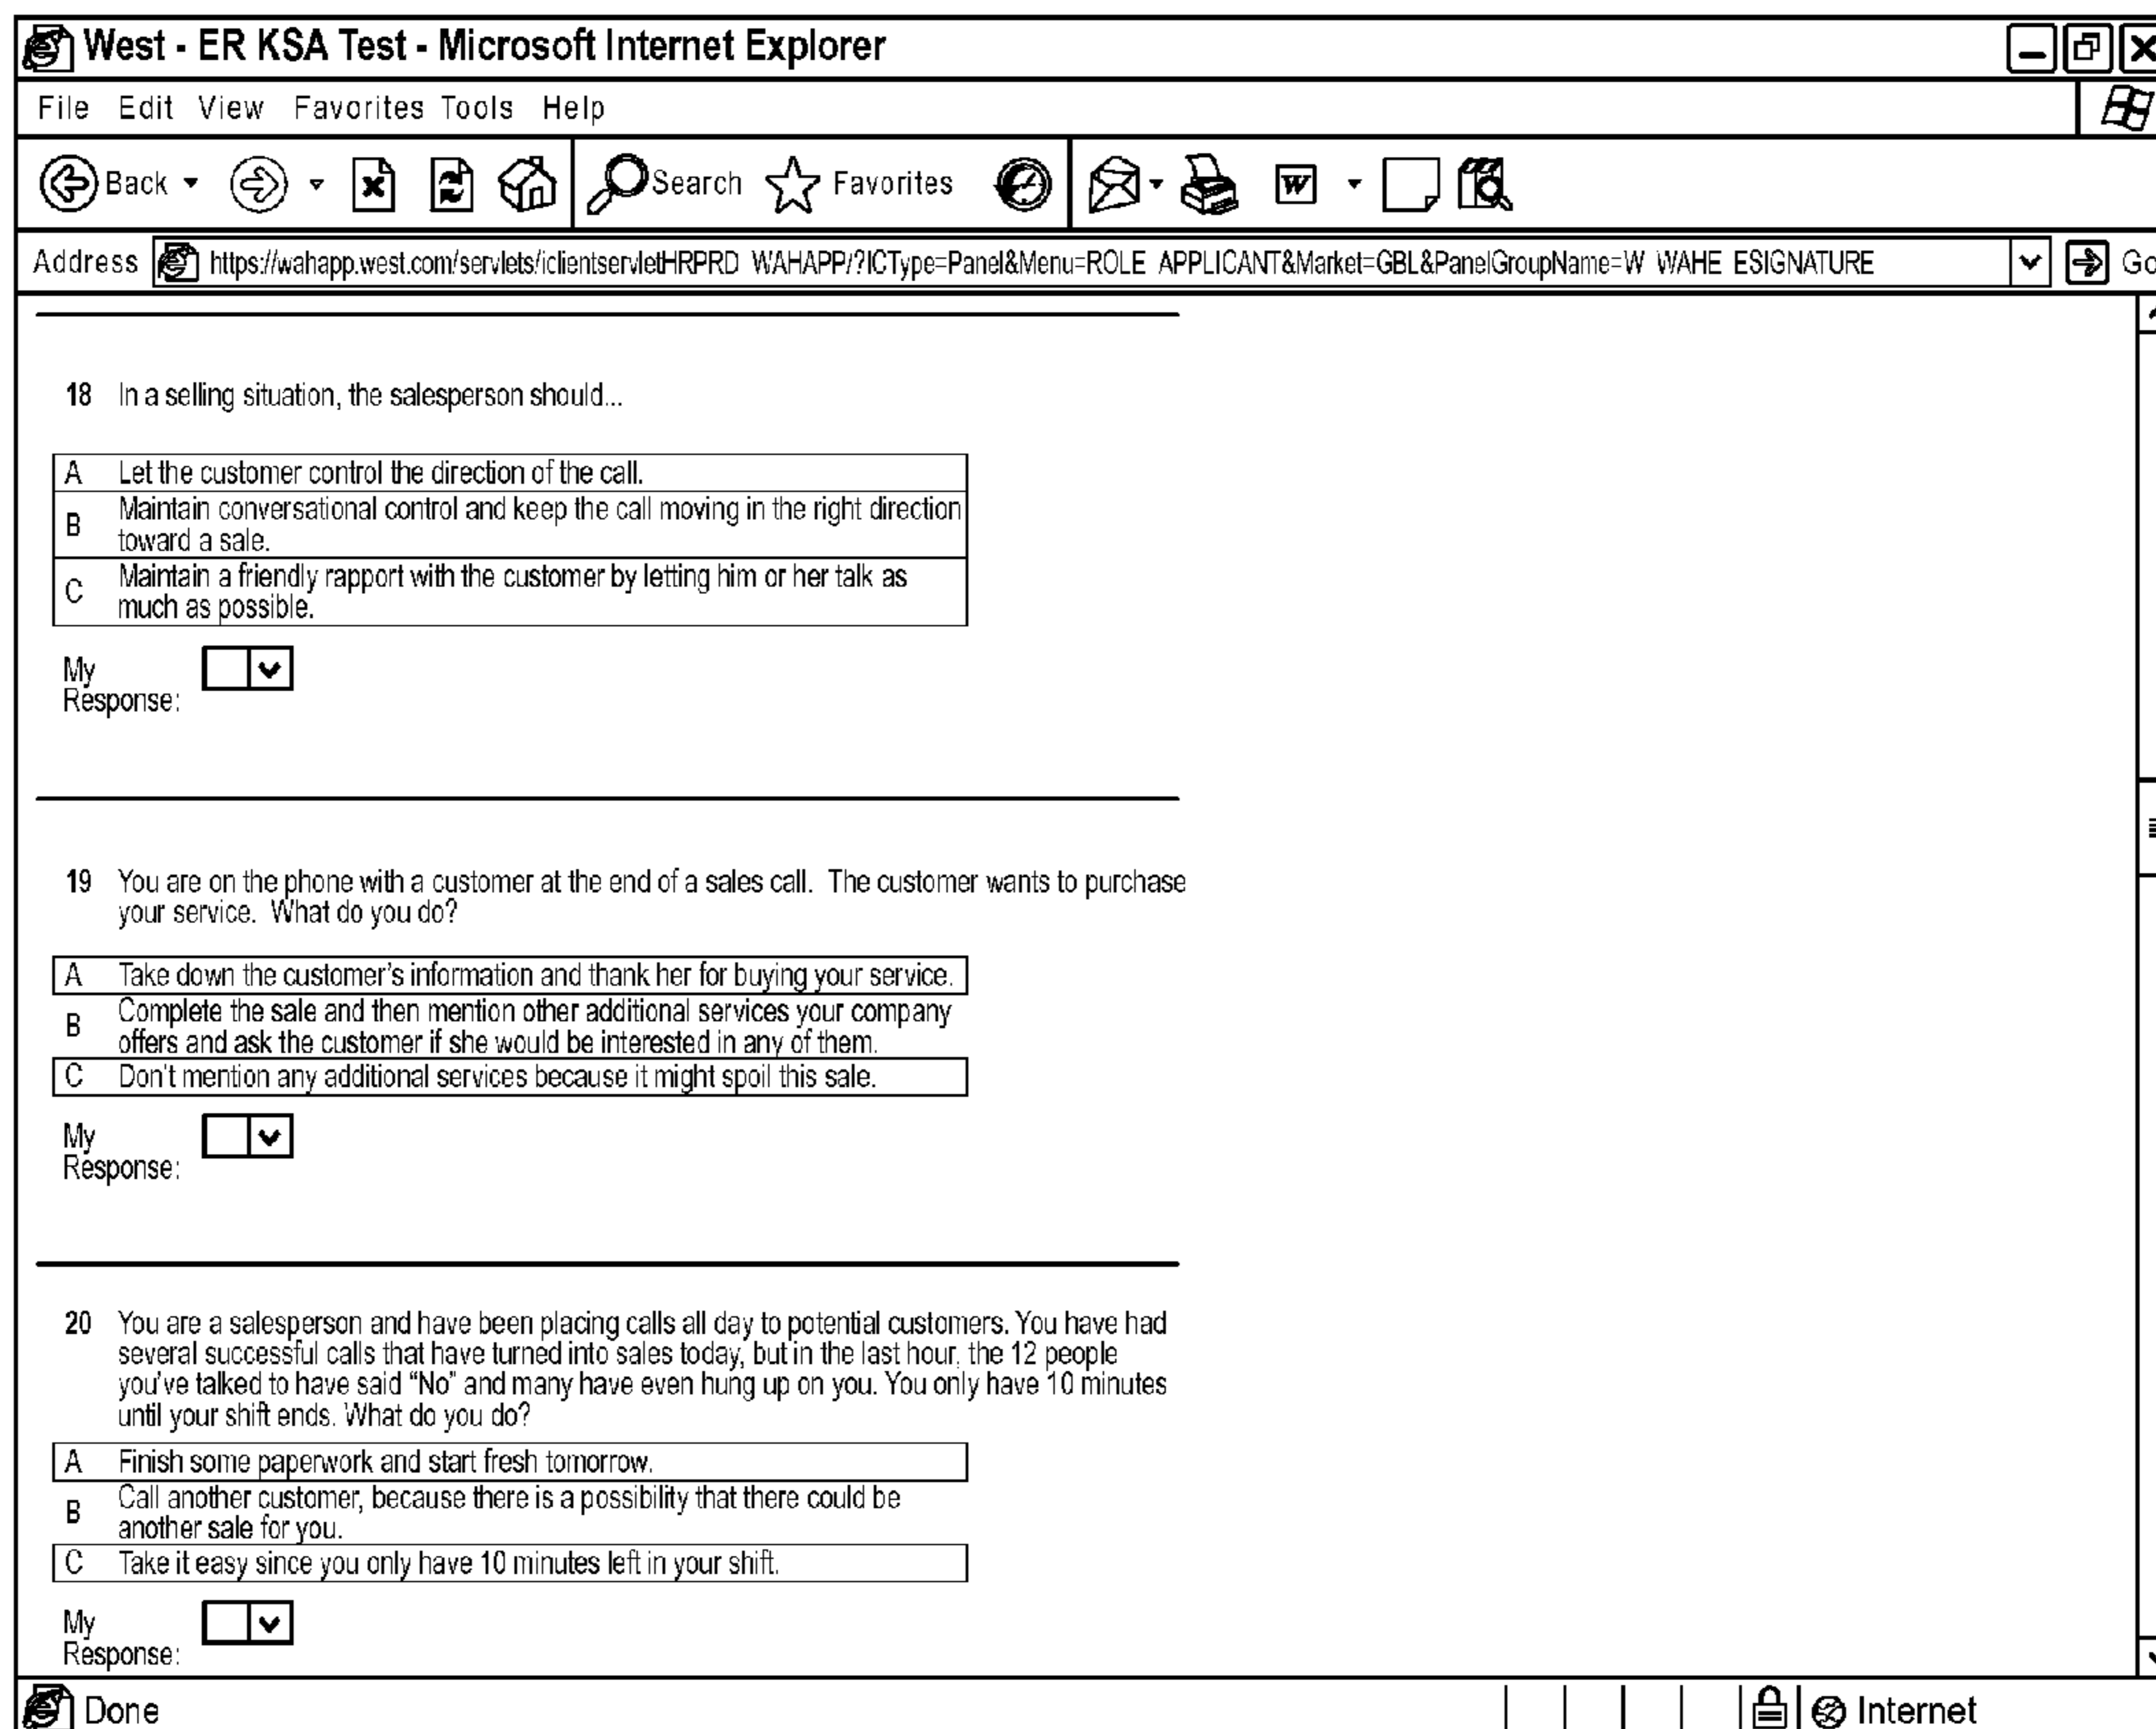 West - ER KSA Test - Microsoft Internet Explorer
File Edit View Favorites Tools Help
Back Search Favorites W
Address https://wahapp.west.com/servlets/iclientservletHRPRD WAHAPP/?ICType=Panel&Menu=ROLE APPLICANT&Market=GBL&PanelGroupName=W WAHE ESIGNATURE Go
18 In a selling situation, the salesperson should...
A Let the customer control the direction of the call.
B Maintain conversational control and keep the call moving in the right direction
toward a sale.
C Maintain a friendly rapport with the customer by letting him or her talk as
much as possible.
My
Response:
19 You are on the phone with a customer at the end of a sales call. The customer wants to purchase
your service. What do you do?
A Take down the customer's information and thank her for buying your service.
B Complete the sale and then mention other additional services your company
offers and ask the customer if she would be interested in any of them.
C Don't mention any additional services because it might spoil this sale.
My
Response:
20 You are a salesperson and have been placing calls all day to potential customers. You have had
several successful calls that have turned into sales today, but in the last hour, the 12 people
you've talked to have said “No” and many have even hung up on you. You only have 10 minutes
until your shift ends. What do you do?
A Finish some paperwork and start fresh tomorrow.
B Call another customer, because there is a possibility that there could be
another sale for you.
C Take it easy since you only have 10 minutes left in your shift.
My
Response:
Done Internet